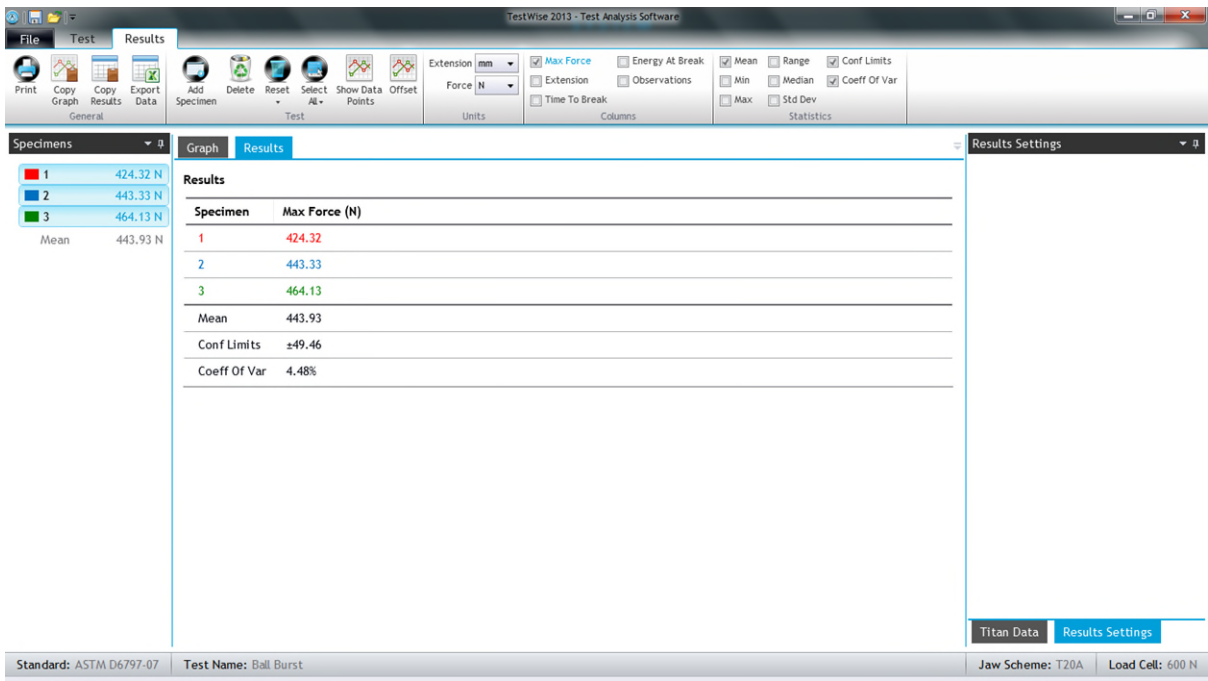 TestWise 2013 - Test Analysis Software
File Test Results
Print
Copy Graph
Copy Results
Export Data
General
Add Specimen
Delete
Reset
Select All
Show Data Points
Offset
Test
Extension mm
Force N
Units
Max Force
Energy At Break
Extension
Observations
Time To Break
Columns
Mean
Range
Conf Limits
Min
Median
Coeff Of Var
Max
Std Dev
Statistics
Specimens
1 424.32 N
2 443.33 N
3 464.13 N
Mean 443.93 N
Graph Results
Results
Specimen Max Force (N)
1 424.32
2 443.33
3 464.13
Mean 443.93
Conf Limits ±49.46
Coeff Of Var 4.48%
Results Settings
Titan Data Results Settings
Standard: ASTM D6797-07 Test Name: Ball Burst Jaw Scheme: T20A Load Cell: 600 N